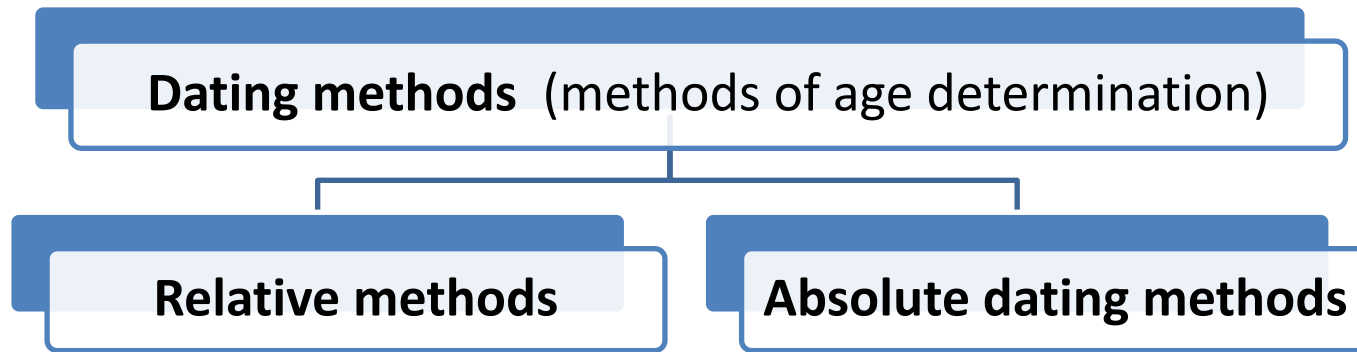 Dating methods (methods of age determination)
Relative methods
Absolute dating methods